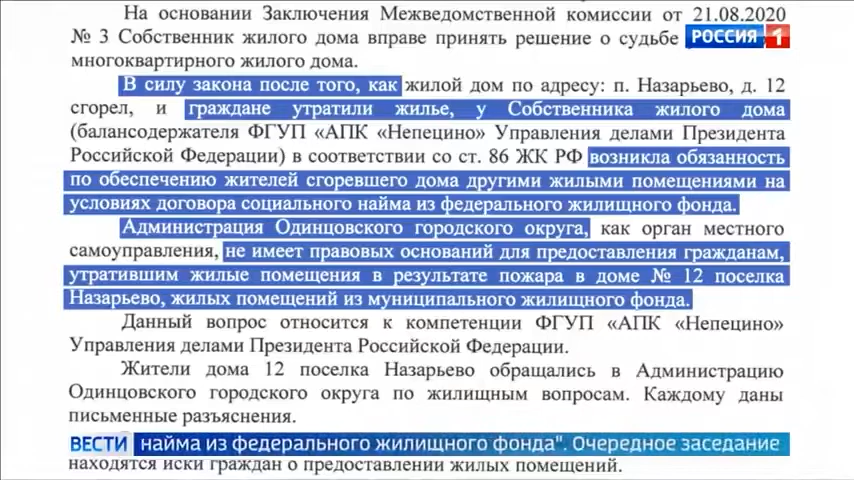 На основании Заключения Межведомственной комиссии от 21.08.2020
№ 3 Собственник жилого дома вправе принять решение о судьбе
РОССИЯ 1
многоквартирного жилого дома.
В силу закона после того, как жилой дом по адресу: п. Назарьево, д. 12
сгорел, и граждане утратили жилье, у Собственника жилого дома
(балансодержателя ФГУП «АПК «Непецино» Управления делами Президента
Российской Федерации) в соответствии со ст. 86 ЖК РФ возникла обязанность
по обеспечению жителей сгоревшего дома другими жилыми помещениями на
условиях договора социального найма из федерального жилищного фонда.
Администрация Одинцовского городского округа, как орган местного
самоуправления, не имеет правовых оснований для предоставления гражданам,
утратившим жилые помещения в результате пожара в доме № 12 поселка
Назарьево, жилых помещений из муниципального жилищного фонда.
Данный вопрос относится к компетенции ФГУП «АПК «Непецино»
Управления делами Президента Российской Федерации.
Жители дома 12 поселка Назарьево обращались в Администрацию
Одинцовского городского округа по жилищным вопросам. Каждому даны
письменные разъяснения.
ВЕСТИ найма из федерального жилищного фонда". Очередное заседание
находятся иски граждан о предоставлении жилых помещений.